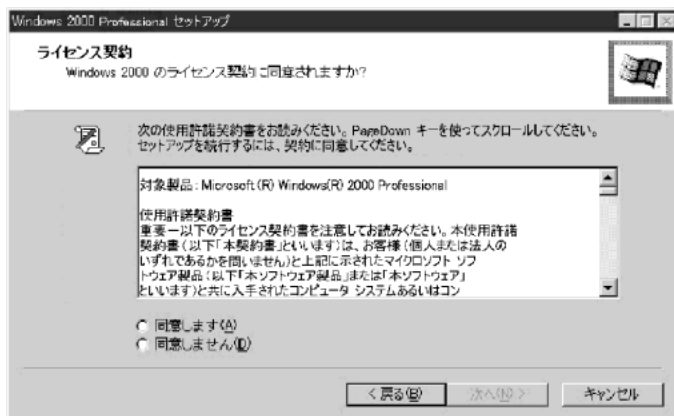 Windows 2000 Professional セットアップ
ライセンス契約
Windows 2000 のライセンス契約に同意されますか?
次の使用許諾契約書をお読みください。PageDown キーを使ってスクロールしてください。
セットアップを続行するには、契約に同意してください。
対象製品 : Microsoft (R) Windows(R) 2000 Professional
使用許諾契約書
重要ー以下のライセンス契約書を注意してお読みください。本使用許諾
契約書 (以下「本契約書」といいます) は、お客様 (個人または法人の
いずれであるかを問いません) と上記に示されたマイクロソフト ソフ
トウェア製品 (以下「本ソフトウェア製品」または「本ソフトウェア」
といいます) と共に入手されたコンピュータ システムあるいはコン
同意します(A)
同意しません(D)
< 戻る(B)
次へ(N) >
キャンセル